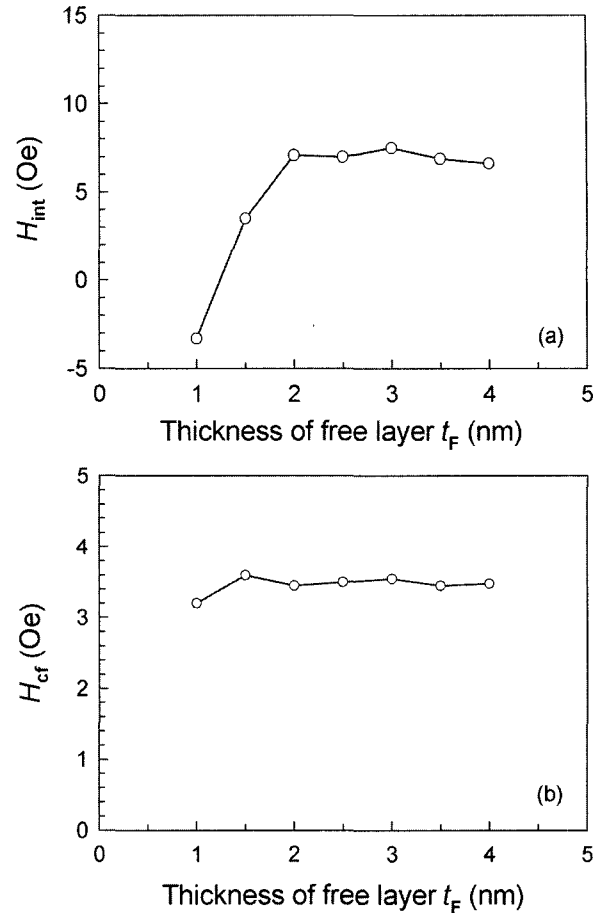 15
10
5
0
-5
H_int (Oe)
(a)
0 1 2 3 4 5
Thickness of free layer t_F (nm)
5
4
3
2
1
0
H_cf (Oe)
(b)
0 1 2 3 4 5
Thickness of free layer t_F (nm)